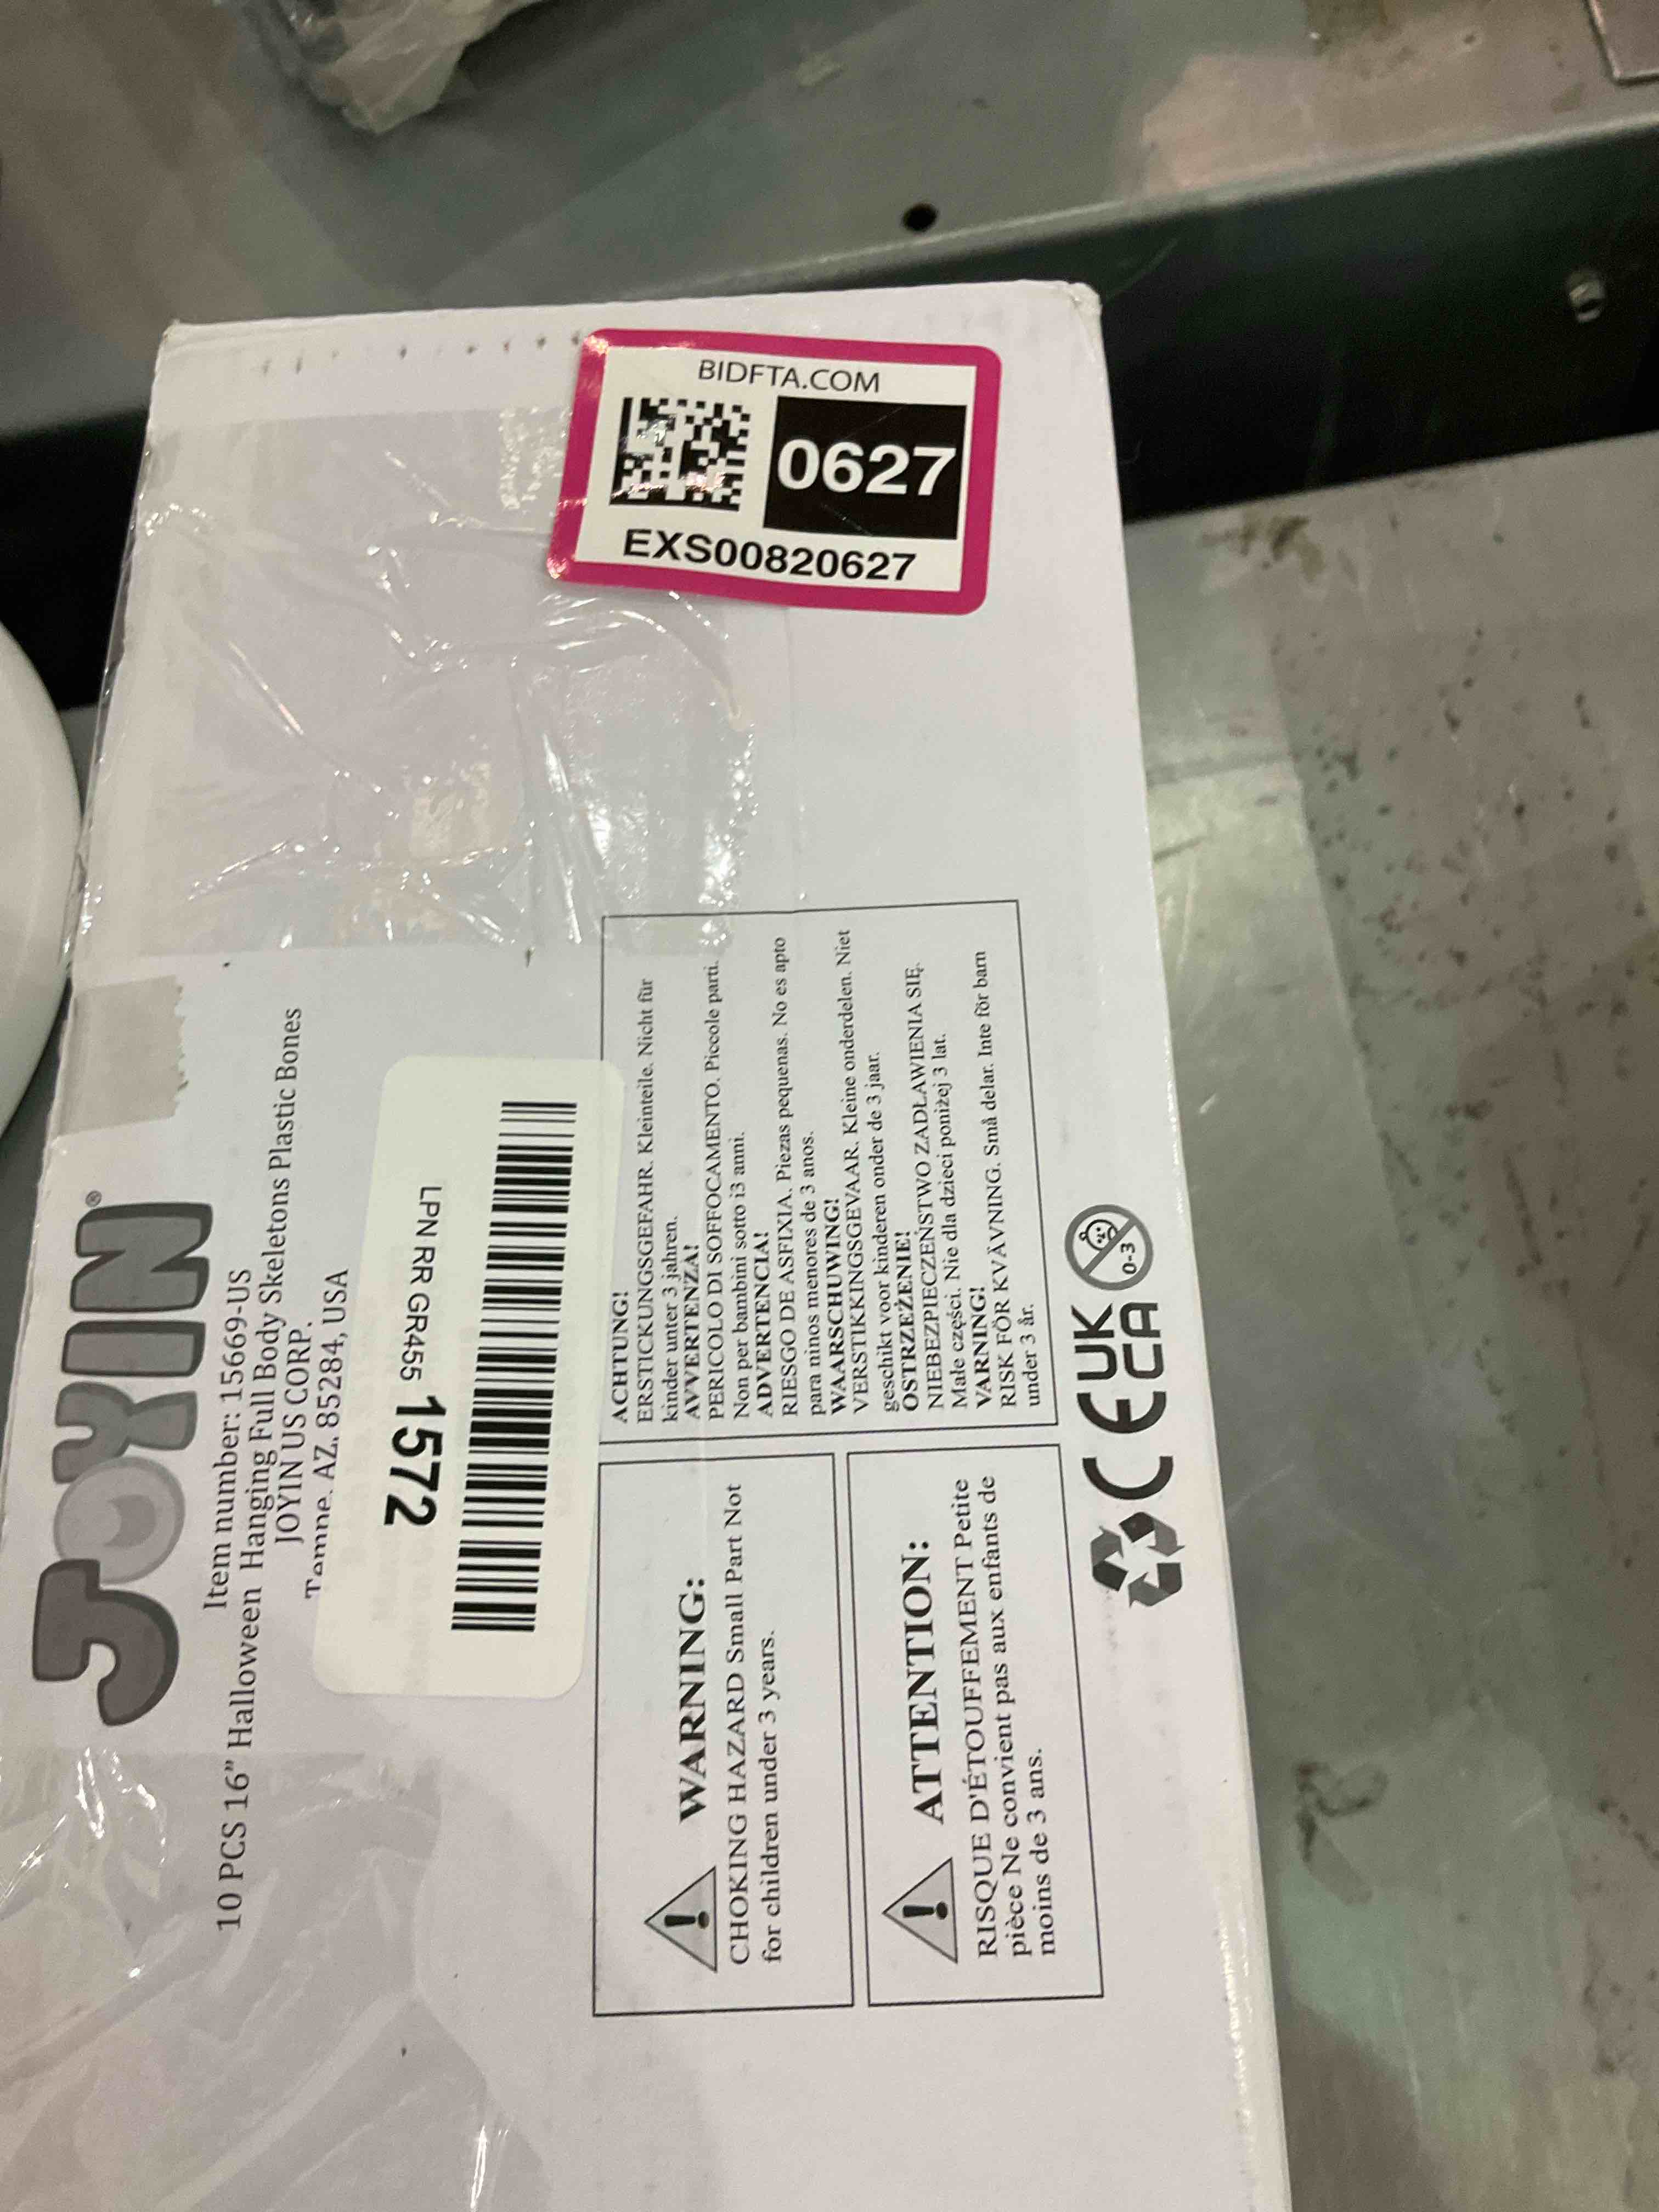 BIDFTA.COM
0627
EXS00820627
JOYIN®
Item number: 15669-US
10 PCS 16” Halloween Hanging Full Body Skeletons Plastic Bones
JOYIN US CORP.
Tempe. AZ. 85284, USA
LPN RR GR455 1572
WARNING:
CHOKING HAZARD Small Part Not
for children under 3 years.
ATTENTION:
RISQUE D'ÉTOUFFEMENT Petite
pièce Ne convient pas aux enfants de
moins de 3 ans.
ACHTUNG!
ERSTICKUNGSGEFAHR. Kleinteile. Nicht für
kinder unter 3 jahren.
AVVERTENZA!
PERICOLO DI SOFFOCAMENTO. Piccole parti.
Non per bambini sotto i3 anni.
ADVERTENCIA!
RIESGO DE ASFIXIA. Piezas pequenas. No es apto
para ninos menores de 3 anos.
WAARSCHUWING!
VERSTIKKINGSGEVAAR. Kleine onderdelen. Niet
geschikt voor kinderen onder de 3 jaar.
OSTRZEŻENIE!
NIEBEZPIECZEŃSTWO ZADŁAWIENIA SIĘ.
Małe części. Nie dla dzieci poniżej 3 lat.
VARNING!
RISK FÖR KVÄVNING. Små delar. Inte för barn
under 3 år.
CE
UK
CA
0-3